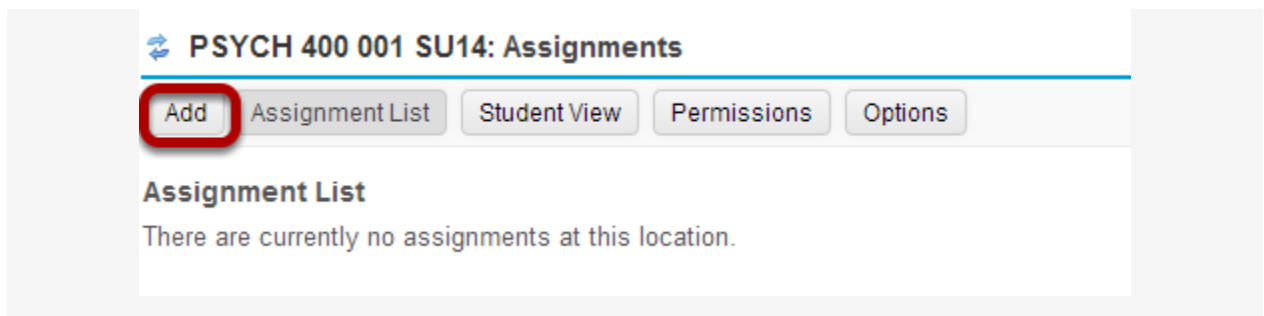 PSYCH 400 001 SU14: Assignments
Add Assignment List Student View Permissions Options
Assignment List
There are currently no assignments at this location.